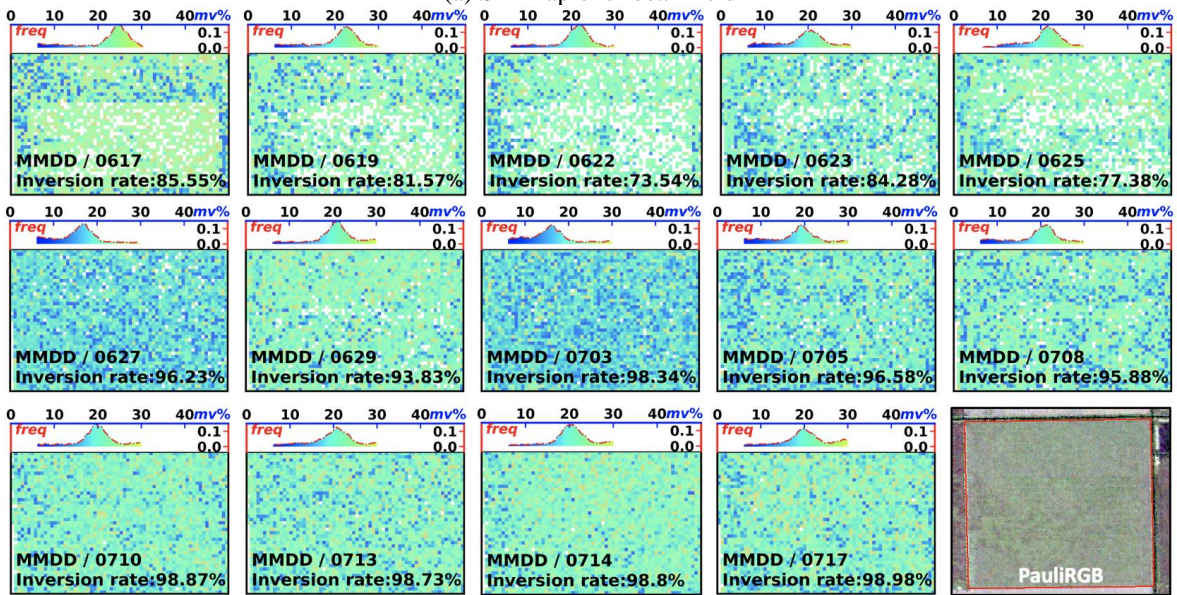 0 10 20 30 40mv% 0 10 20 30 40mv% 0 10 20 30 40mv% 0 10 20 30 40mv% 0 10 20 30 40mv%
freq 0.1 freq 0.1 freq 0.1 freq 0.1 freq 0.1
0.0 0.0 0.0 0.0 0.0
MMDD / 0617 MMDD / 0619 MMDD / 0622 MMDD / 0623 MMDD / 0625
Inversion rate:85.55% Inversion rate:81.57% Inversion rate:73.54% Inversion rate:84.28% Inversion rate:77.38%
0 10 20 30 40mv% 0 10 20 30 40mv% 0 10 20 30 40mv% 0 10 20 30 40mv% 0 10 20 30 40mv%
freq 0.1 freq 0.1 freq 0.1 freq 0.1 freq 0.1
0.0 0.0 0.0 0.0 0.0
MMDD / 0627 MMDD / 0629 MMDD / 0703 MMDD / 0705 MMDD / 0708
Inversion rate:96.23% Inversion rate:93.83% Inversion rate:98.34% Inversion rate:96.58% Inversion rate:95.88%
0 10 20 30 40mv% 0 10 20 30 40mv% 0 10 20 30 40mv% 0 10 20 30 40mv%
freq 0.1 freq 0.1 freq 0.1 freq 0.1
0.0 0.0 0.0 0.0
MMDD / 0710 MMDD / 0713 MMDD / 0714 MMDD / 0717
Inversion rate:98.87% Inversion rate:98.73% Inversion rate:98.8% Inversion rate:98.98%
PauliRGB